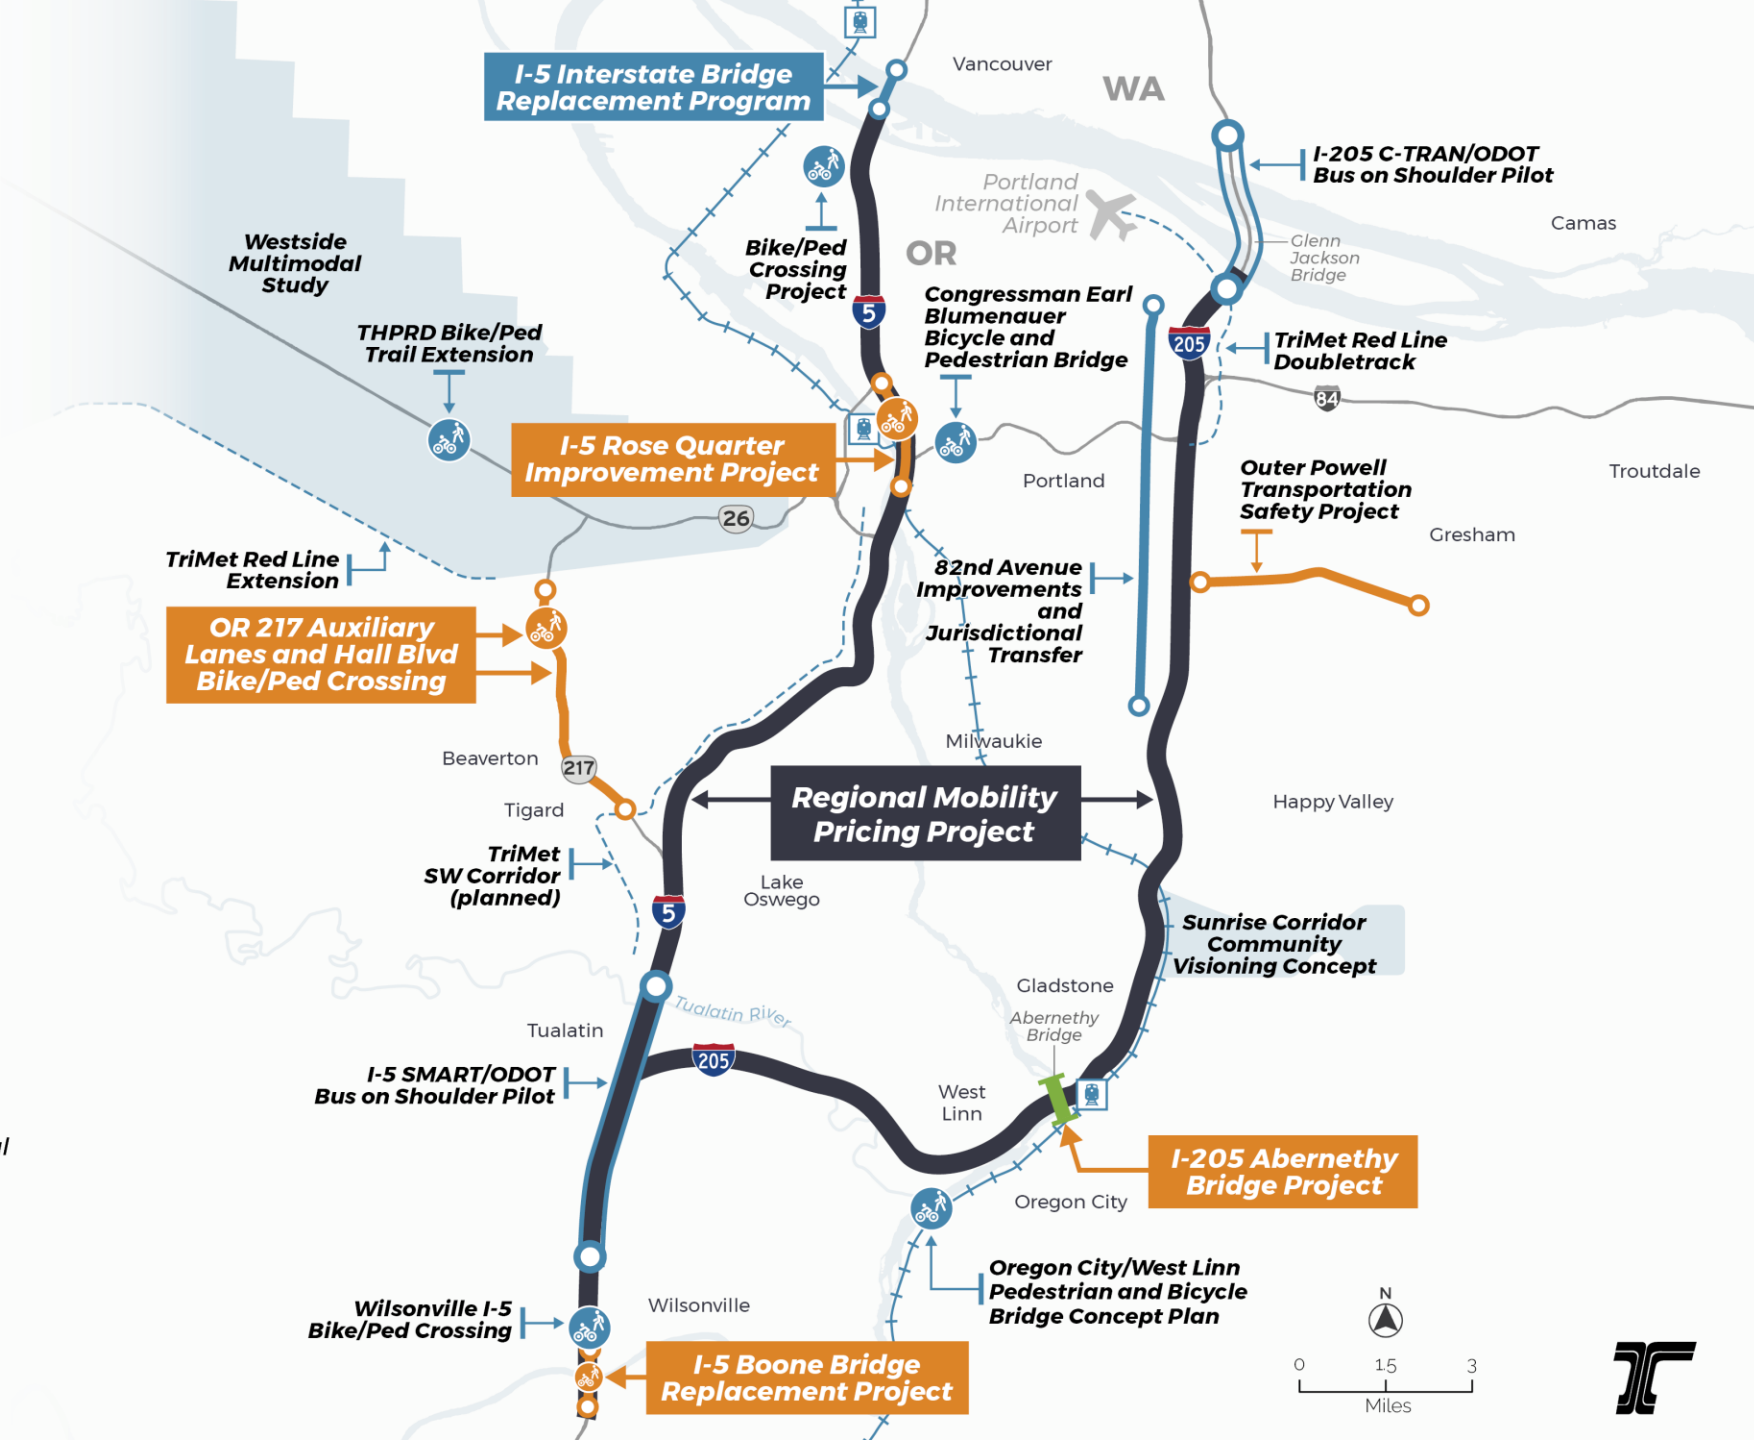 I-5 Interstate Bridge
Replacement Program
Vancouver
WA
I-205 C-TRAN/ODOT
Bus on Shoulder Pilot
Portland
International
Airport
Camas
Glenn
Jackson
Bridge
Westside
Multimodal
Study
Bike/Ped
Crossing
Project
OR
5
Congressman Earl
Blumenauer
Bicycle and
Pedestrian Bridge
205
TriMet Red Line
Doubletrack
THPRD Bike/Ped
Trail Extension
84
I-5 Rose Quarter
Improvement Project
Portland
Outer Powell
Transportation
Safety Project
Troutdale
26
Gresham
TriMet Red Line
Extension
82nd Avenue
Improvements
and
Jurisdictional
Transfer
OR 217 Auxiliary
Lanes and Hall Blvd
Bike/Ped Crossing
Milwaukie
Beaverton
217
Tigard
Regional Mobility
Pricing Project
Happy Valley
TriMet
SW Corridor
(planned)
Lake
Oswego
5
Sunrise Corridor
Community
Visioning Concept
Gladstone
Tualatin River
Abernethy
Bridge
Tualatin
205
I-5 SMART/ODOT
Bus on Shoulder Pilot
West
Linn
I-205 Abernethy
Bridge Project
Oregon City
Oregon City/West Linn
Pedestrian and Bicycle
Bridge Concept Plan
Wilsonville I-5
Bike/Ped Crossing
Wilsonville
I-5 Boone Bridge
Replacement Project
N
0 1.5 3
Miles